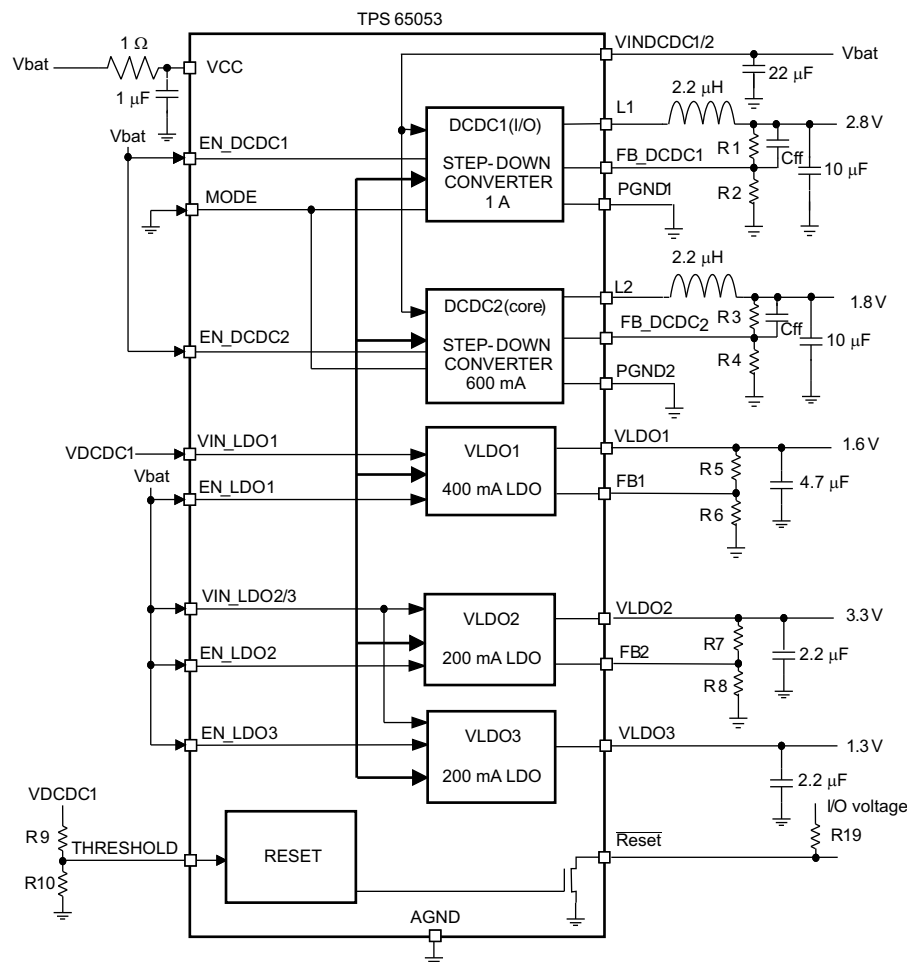 TPS 65053
1 Ω
Vbat
VCC
1 μF
Vbat
EN_DCDC1
MODE
EN_DCDC2
VDCDC1
VIN_LDO1
Vbat
EN_LDO1
VIN_LDO2/3
EN_LDO2
EN_LDO3
VDCDC1
R9
THRESHOLD
R10
DCDC1(I/O)
STEP-DOWN
CONVERTER
1 A
DCDC2(core)
STEP-DOWN
CONVERTER
600 mA
VLDO1
400 mA LDO
VLDO2
200 mA LDO
VLDO3
200 mA LDO
RESET
AGND
VINDCDC1/2
Vbat
22 μF
L1
2.2 μH
2.8 V
R1
Cff
FB_DCDC1
10 μF
R2
PGND1
2.2 μH
L2
1.8 V
R3
Cff
FB_DCDC2
10 μF
R4
PGND2
VLDO1
1.6 V
R5
4.7 μF
FB1
R6
VLDO2
3.3 V
R7
2.2 μF
FB2
R8
VLDO3
1.3 V
2.2 μF
I/O voltage
R19
Reset